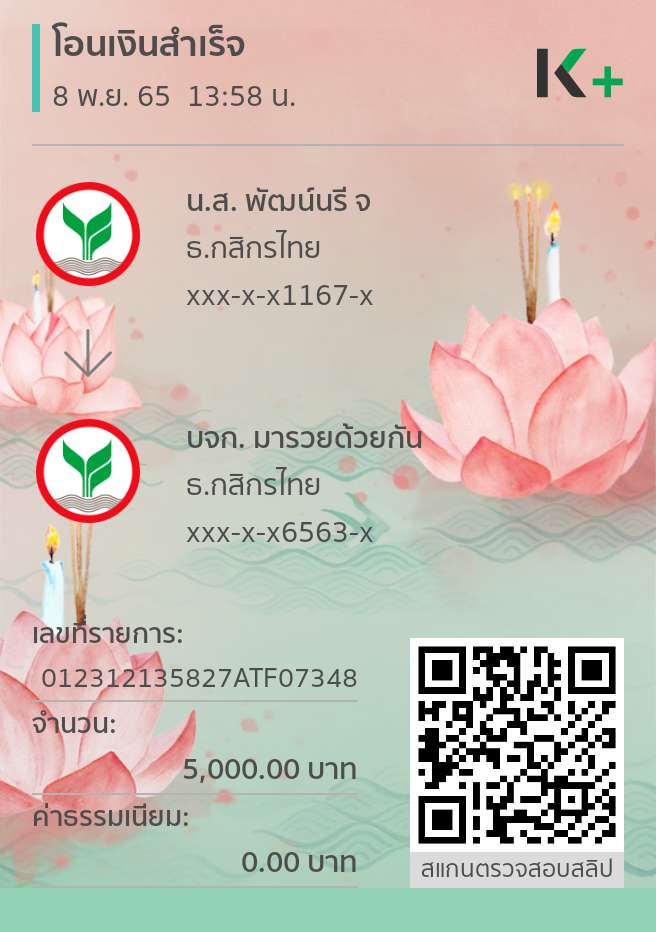 โอนเงินสำเร็จ
8 พ.ย. 65 13:58 น.
K+
น.ส. พัฒน์นรี จ
ธ.กสิกรไทย
xxx-x-x1167-x
บจก. มารวยด้วยกัน
ธ.กสิกรไทย
xxx-x-x6563-x
เลขที่รายการ:
012312135827ATF07348
จำนวน:
5,000.00 บาท
ค่าธรรมเนียม:
0.00 บาท
สแกนตรวจสอบสลิป